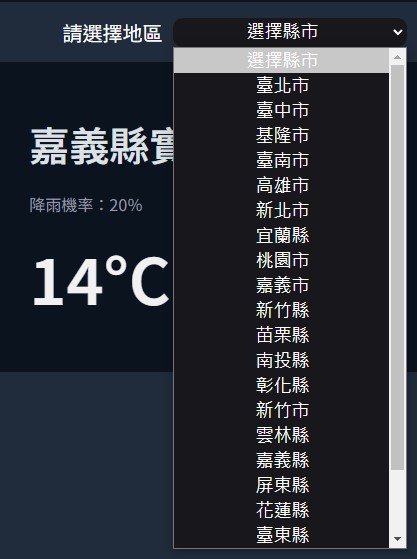 請選擇地區
選擇縣市
選擇縣市
臺北市
臺中市
基隆市
臺南市
高雄市
新北市
宜蘭縣
桃園市
嘉義市
新竹縣
苗栗縣
南投縣
彰化縣
新竹市
雲林縣
嘉義縣
屏東縣
花蓮縣
臺東縣
嘉義縣
降雨機率：20%
14°C